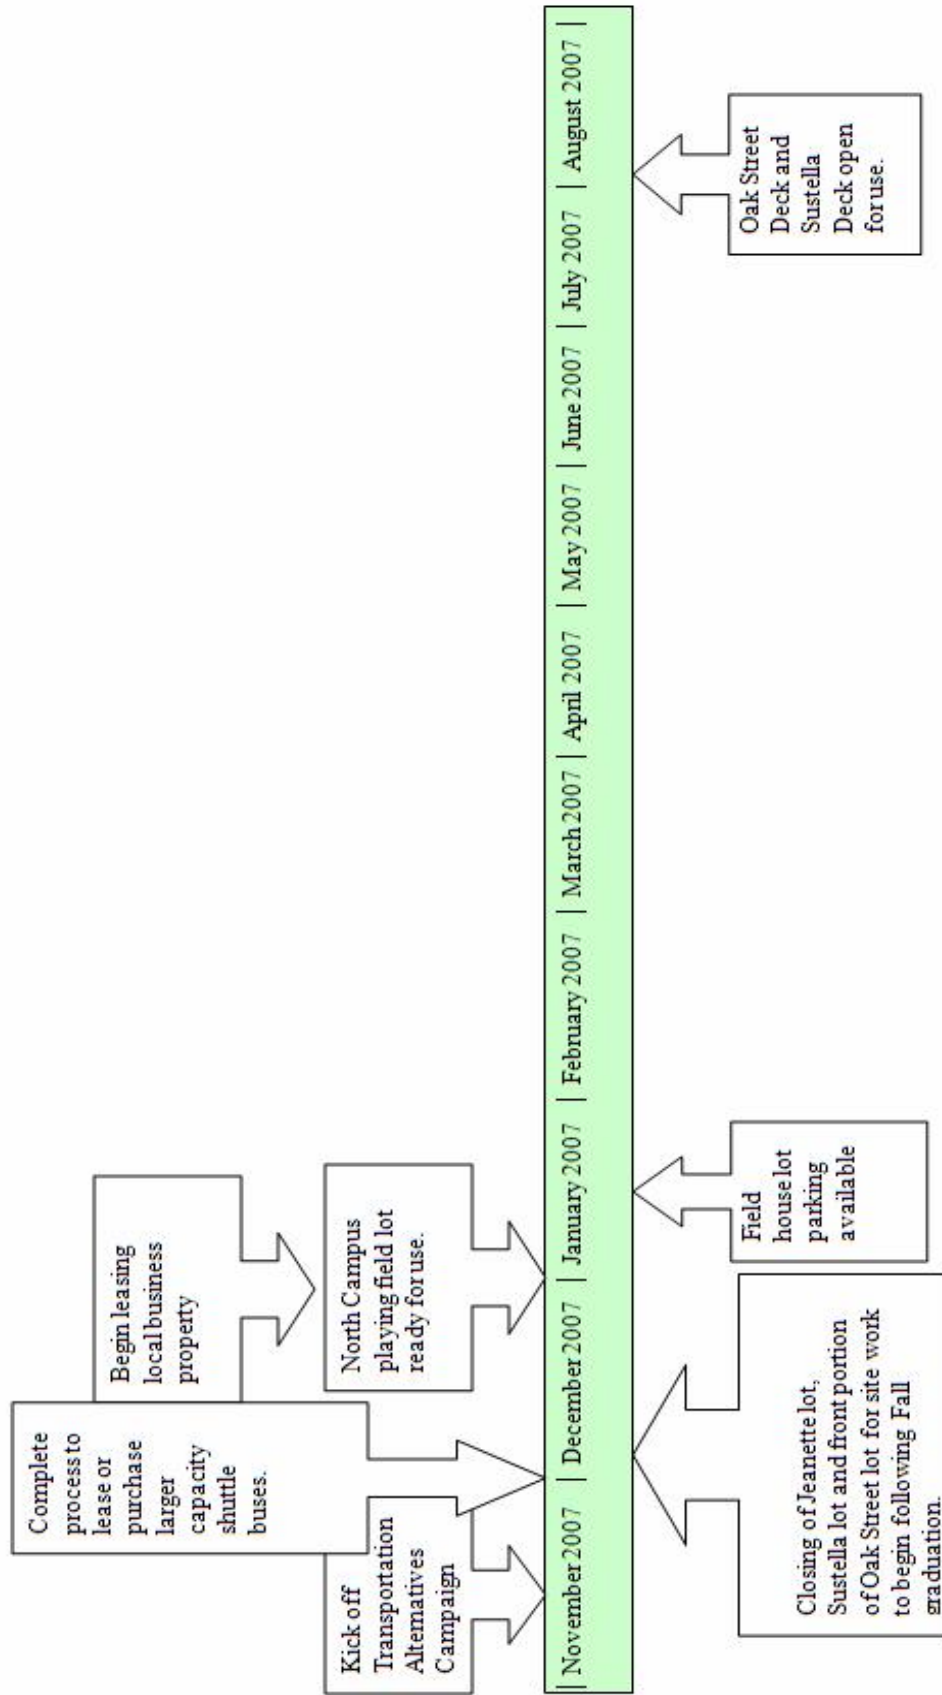 Complete
process to
lease or
purchase
larger
capacity
shuttle
buses.
Begin leasing
local business
property
Kick off
Transportation
Alternatives
Campaign
North Campus
playing field lot
ready for use.
| November 2007 | December 2007 | January 2007 | February 2007 | March 2007 | April 2007 | May 2007 | June 2007 | July 2007 | August 2007 |
Closing of Jeanette lot,
Sustella lot and front portion
of Oak Street lot for site work
to begin following Fall
graduation.
Field
house lot
parking
available
Oak Street
Deck and
Sustella
Deck open
for use.